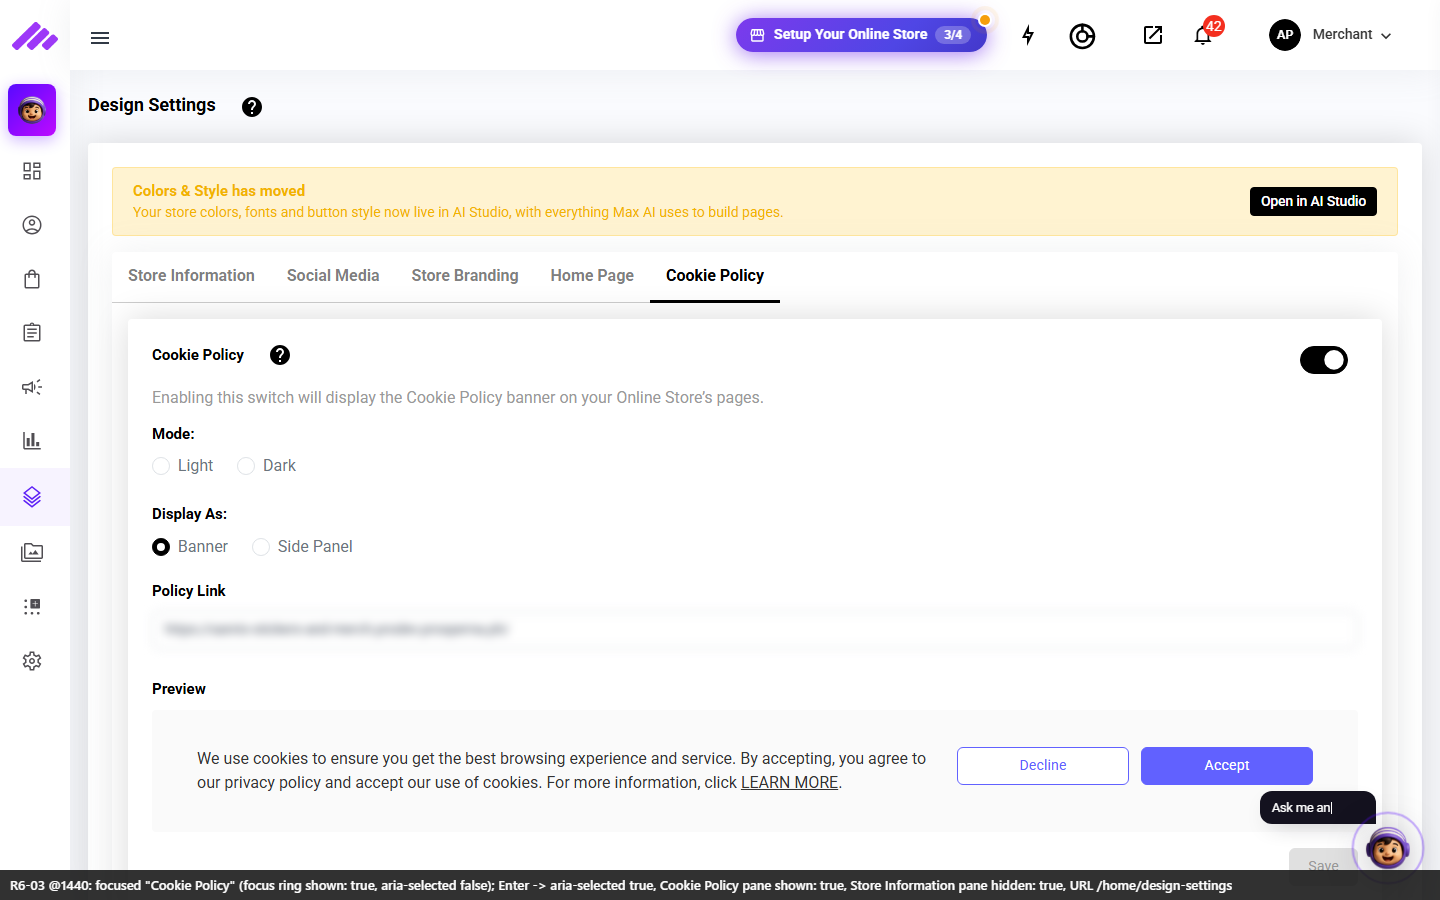 Setup Your Online Store 3/4
42
AP
Merchant
Design Settings
Colors & Style has moved
Your store colors, fonts and button style now live in AI Studio, with everything Max AI uses to build pages.
Open in AI Studio
Store Information
Social Media
Store Branding
Home Page
Cookie Policy
Cookie Policy
Enabling this switch will display the Cookie Policy banner on your Online Store's pages.
Mode:
Light
Dark
Display As:
Banner
Side Panel
Policy Link
Preview
We use cookies to ensure you get the best browsing experience and service. By accepting, you agree to
our privacy policy and accept our use of cookies. For more information, click LEARN MORE.
Decline
Accept
Ask me an
Save
R6-03 @1440: focused "Cookie Policy" (focus ring shown: true, aria-selected false); Enter -> aria-selected true, Cookie Policy pane shown: true, Store Information pane hidden: true, URL /home/design-settings